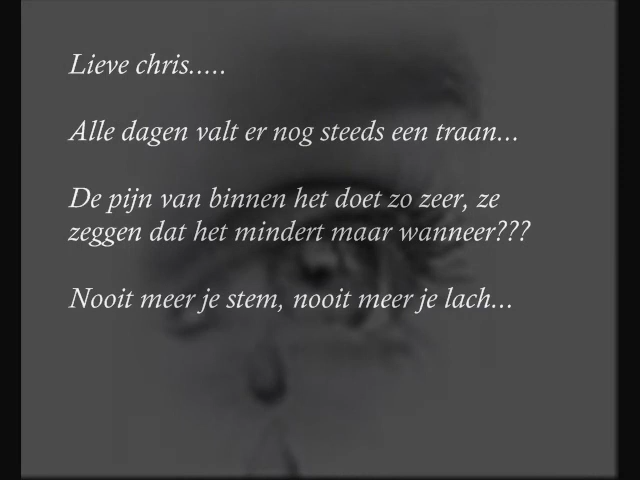 Lieve chris.....
Alle dagen valt er nog steeds een traan...
De pijn van binnen het doet zo zeer, ze
zeggen dat het mindert maar wanneer???
Nooit meer je stem, nooit meer je lach...